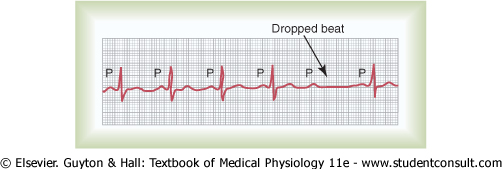 Dropped beat
P P P P P P
© Elsevier. Guyton & Hall: Textbook of Medical Physiology 11e - www.studentconsult.com